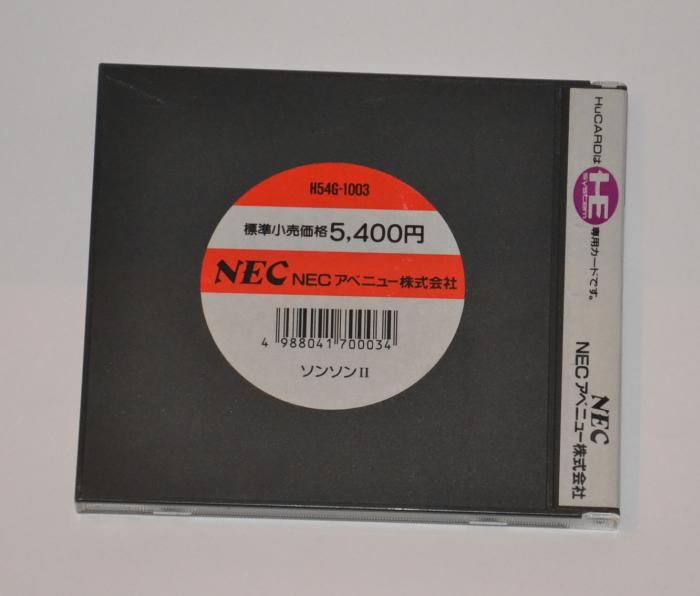 H54G-1003
標準小売価格 5,400円
NEC NEC アベニュー株式会社
4 988041 700034
ソンソンII
HuCARDは HE system 専用カードです。
NEC
NECアベニュー株式会社